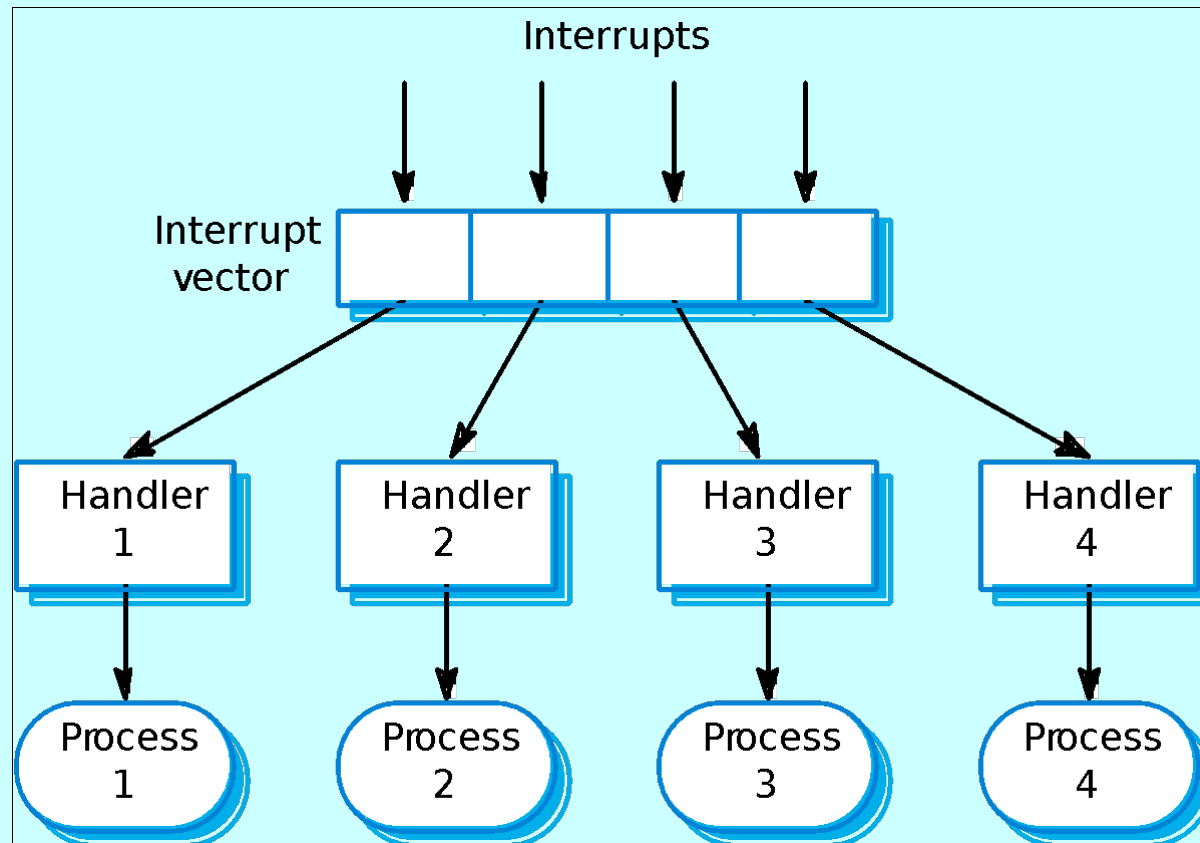 Interrupts
Interrupt
vector
Handler
1
Handler
2
Handler
3
Handler
4
Process
1
Process
2
Process
3
Process
4